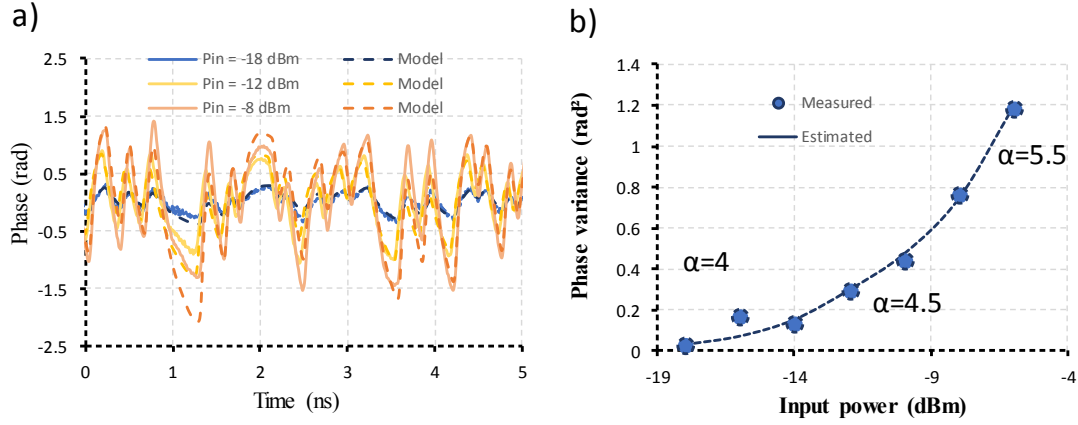 a)
Pin = -18 dBm Model
Pin = -12 dBm Model
Pin = -8 dBm Model
2.5
1.5
0.5
-0.5
-1.5
-2.5
Phase (rad)
0 1 2 3 4 5
Time (ns)
b)
Measured
Estimated
α=5.5
α=4
α=4.5
1.4
1.2
1
0.8
0.6
0.4
0.2
0
Phase variance (rad²)
-19 -14 -9 -4
Input power (dBm)